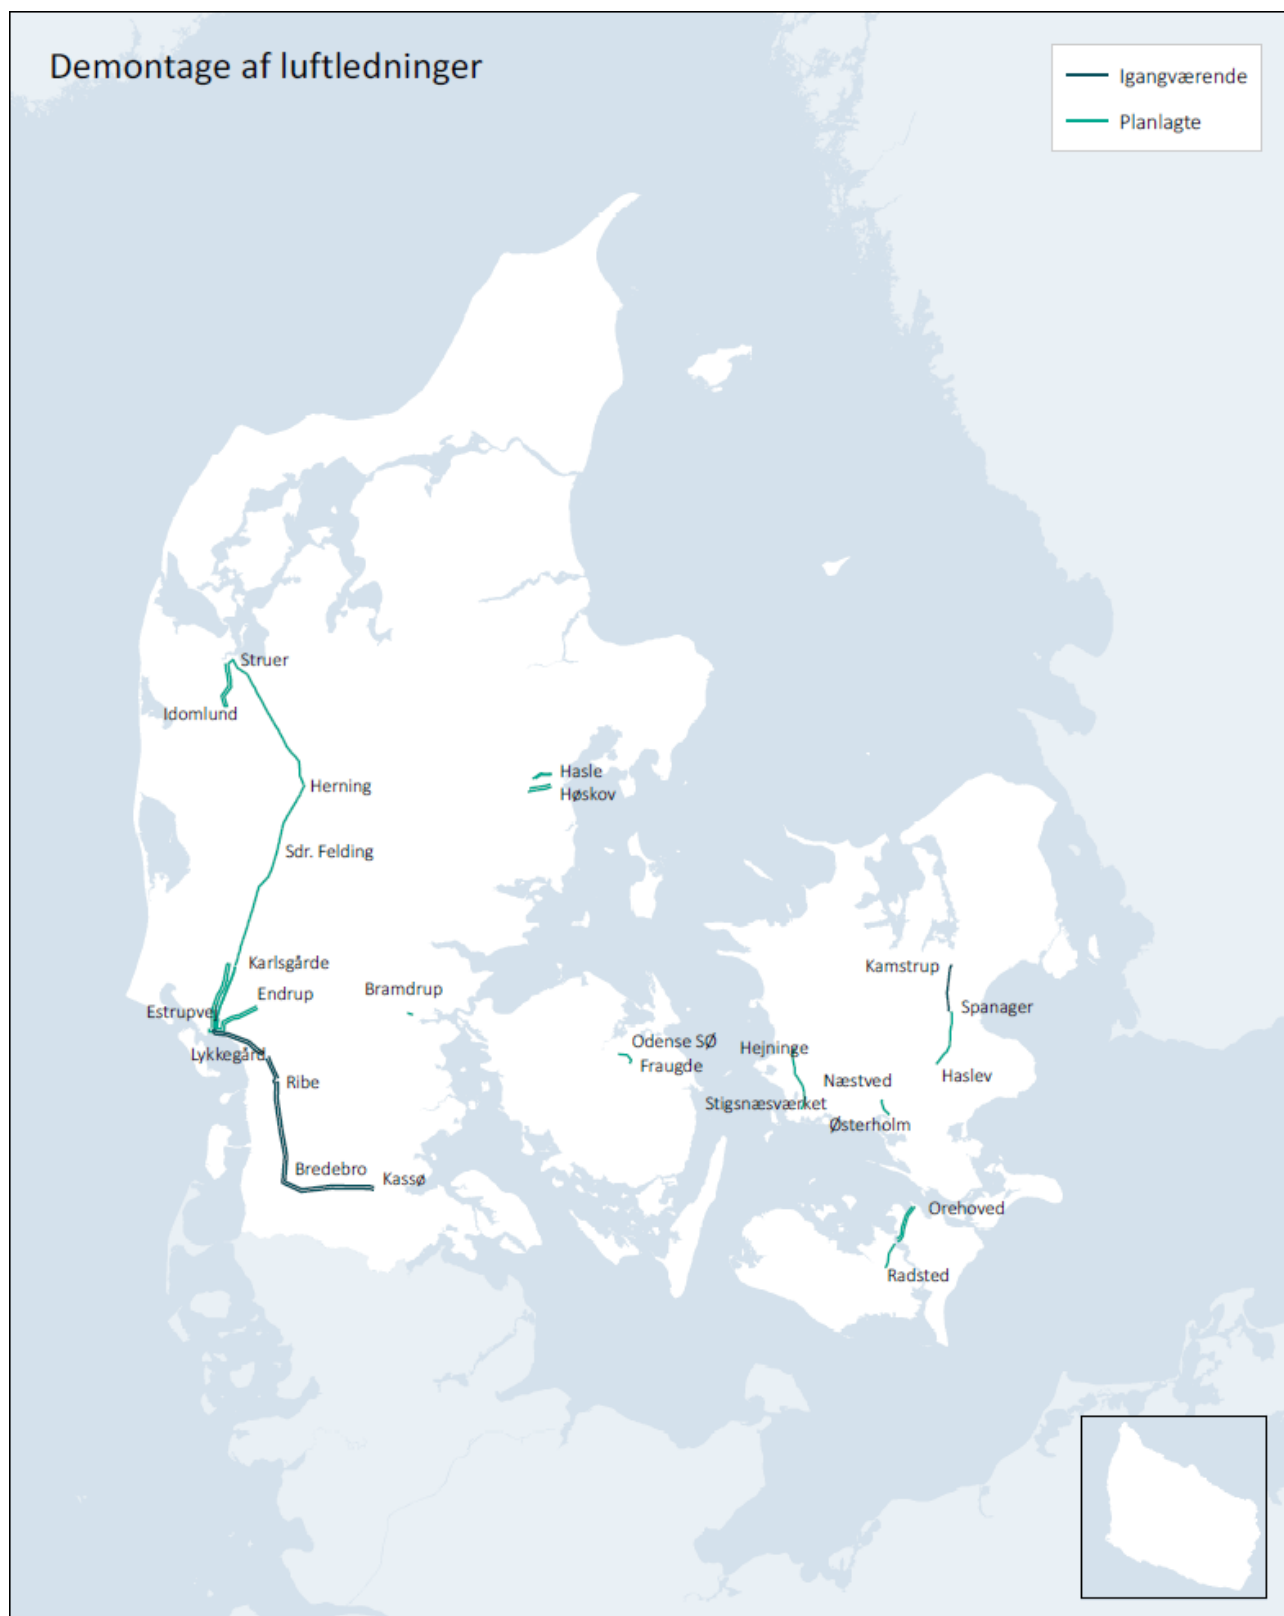 Demontage af luftledninger
Igangværende
Planlagte
Struer
Idomlund
Hasle
Herning
Høskov
Sdr. Felding
Karlsgårde
Kamstrup
Bramdrup
Endrup
Spanager
Estrupve
Odense SØ
Hejninge
Lykkegård
Fraugde
Haslev
Ribe
Næstved
Stigsnæsværket
Østerholm
Bredebro
Kassø
Orehoved
Radsted